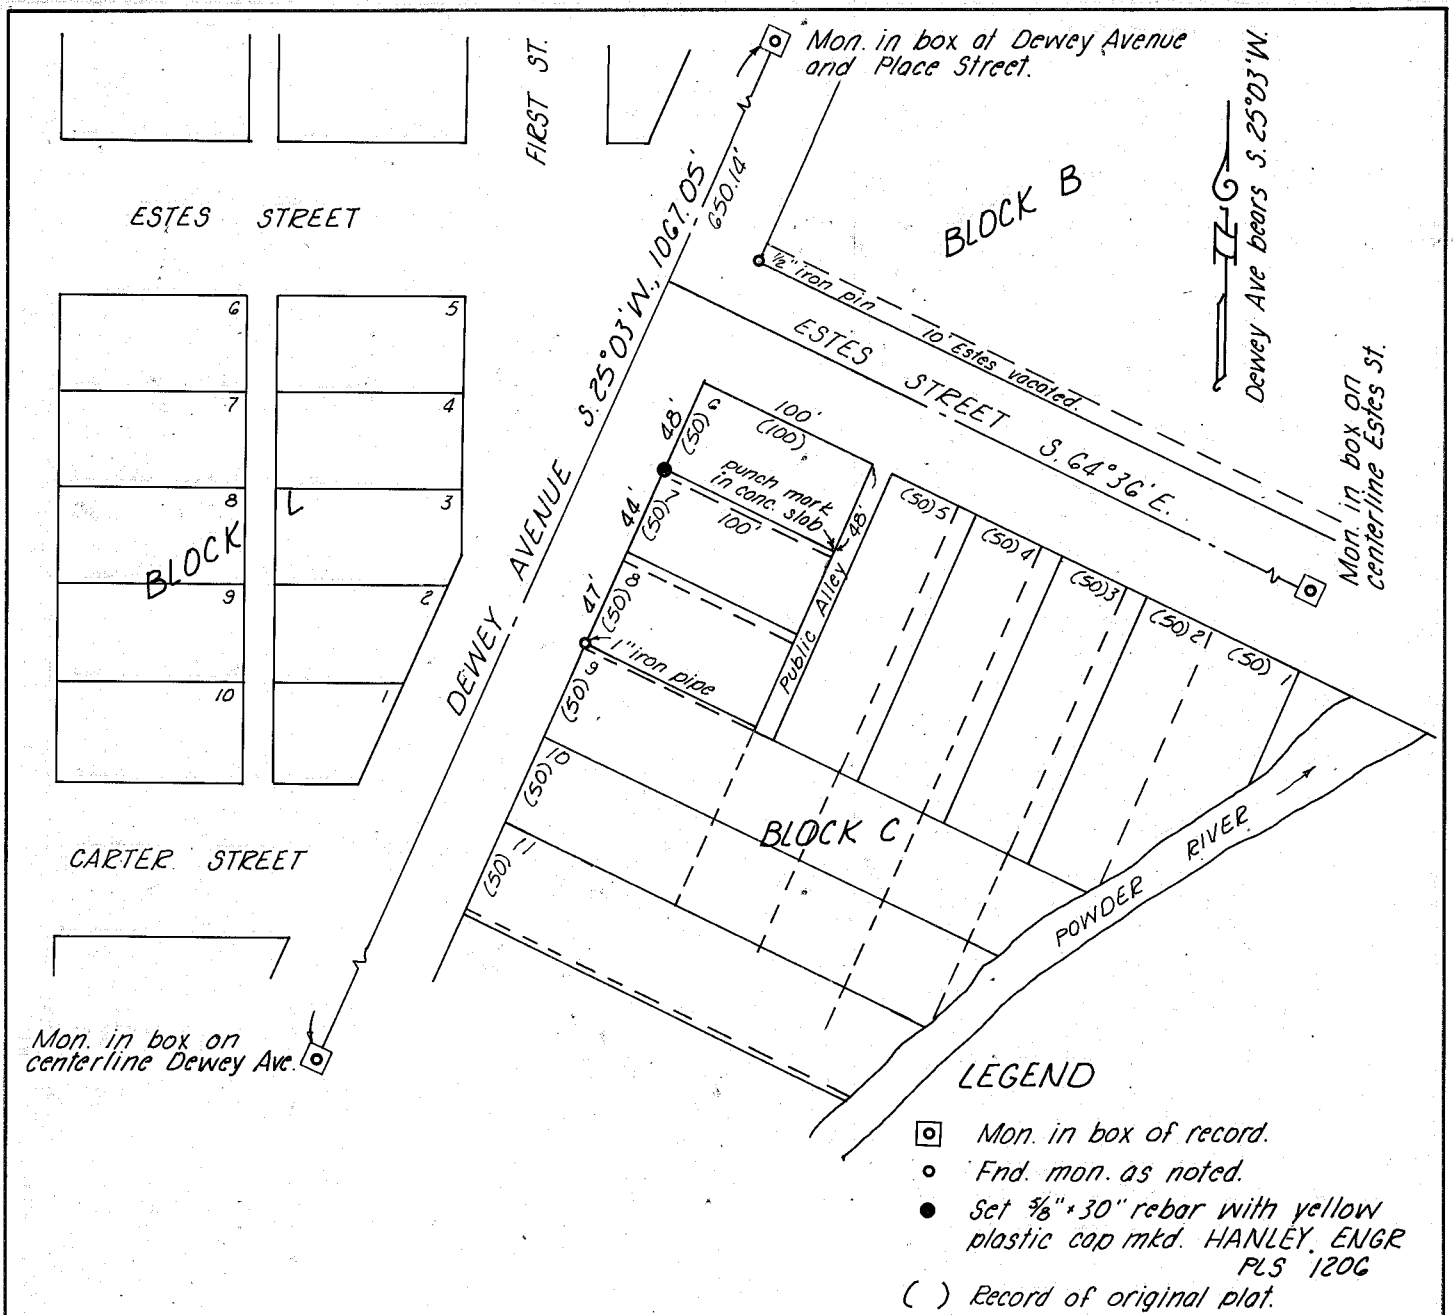 Mon. in box at Dewey Avenue
and Place Street.
FIRST ST.
ESTES STREET
BLOCK B
Dewey Ave bears S. 25°03'W.
S. 25°03'W., 1067.05'
650.14'
1/2" iron pin
10' Estes vacated.
ESTES STREET S. 64°36'E.
Mon. in box on
centerline Estes St.
6
5
7
4
8
L
3
BLOCK
9
2
10
1
DEWEY AVENUE
48'
(50) 6
100'
(100)
punch mark
in conc. slab
100'
48'
44'
(50) 7
47'
(50) 8
1" iron pipe
Public Alley
(50) 5
(50) 4
(50) 3
(50) 2
(50) 1
(50) 9
(50) 10
(50) 11
BLOCK C
POWDER RIVER
CARTER STREET
Mon. in box on
centerline Dewey Ave.
LEGEND
Mon. in box of record.
Fnd. mon. as noted.
Set 5/8" x 30" rebar with yellow
plastic cap mkd. HANLEY ENGR
PLS 1206
( ) Record of original plat.